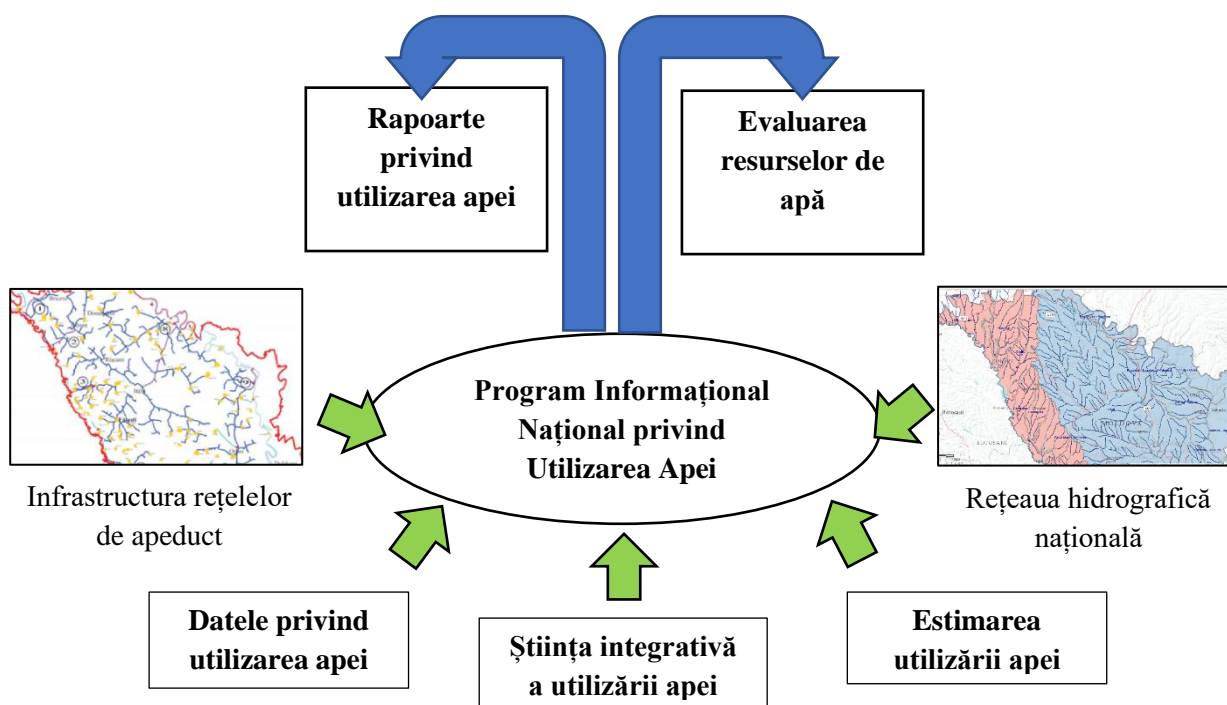 Rapoarte
privind
utilizarea apei
Evaluarea
resurselor de
apă
Program Informațional
Național privind
Utilizarea Apei
Infrastructura rețelelor
de apeduct
Rețeaua hidrografică
națională
Datele privind
utilizarea apei
Știința integrativă
a utilizării apei
Estimarea
utilizării apei